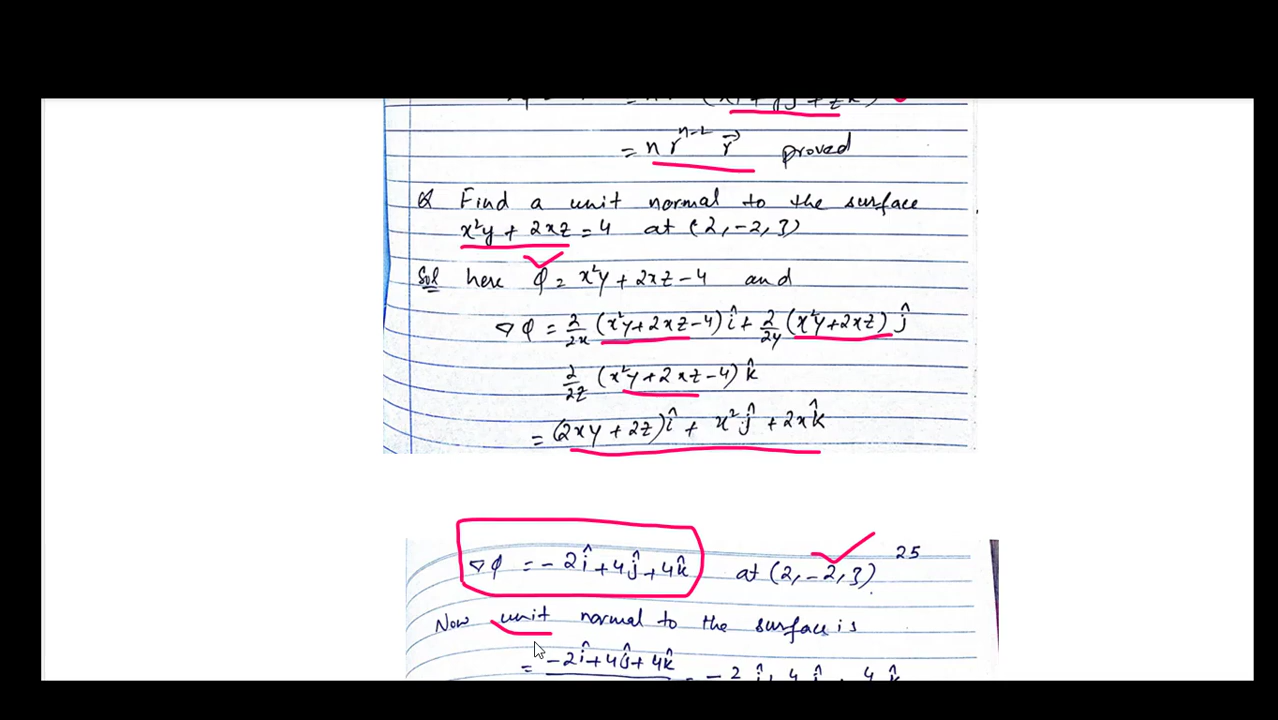 = n r^{n-2} \vec{r} proved
Q Find a unit normal to the surface
x²y + 2xz = 4 at (2, -2, 3)
Sol here φ = x²y + 2xz - 4 and
∇φ = ∂/∂x (x²y + 2xz - 4) î + ∂/∂y (x²y + 2xz) ĵ
∂/∂z (x²y + 2xz - 4) k̂
= (2xy + 2z) î + x² ĵ + 2x k̂
25
∇φ = -2î + 4ĵ + 4k̂ at (2, -2, 3)
Now unit normal to the surface is
= -2î + 4ĵ + 4k̂